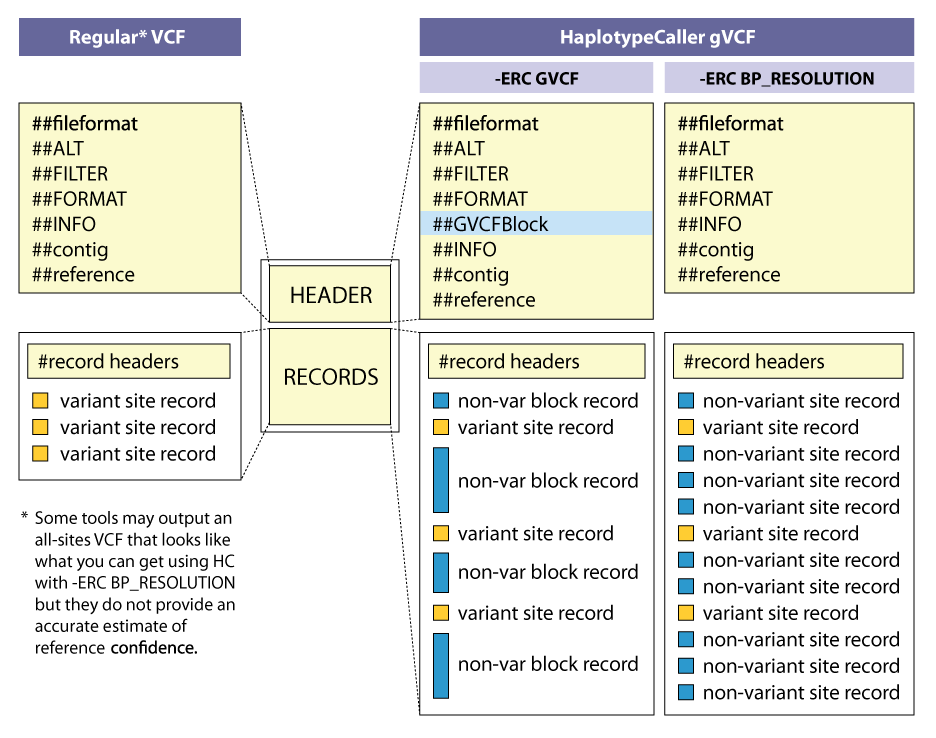 Regular* VCF
HaplotypeCaller gVCF
-ERC GVCF
-ERC BP_RESOLUTION
##fileformat
##ALT
##FILTER
##FORMAT
##INFO
##contig
##reference
##fileformat
##ALT
##FILTER
##FORMAT
##GVCFBlock
##INFO
##contig
##reference
##fileformat
##ALT
##FILTER
##FORMAT
##INFO
##contig
##reference
HEADER
RECORDS
#record headers
variant site record
variant site record
variant site record
#record headers
non-var block record
variant site record
non-var block record
variant site record
non-var block record
variant site record
non-var block record
#record headers
non-variant site record
variant site record
non-variant site record
non-variant site record
non-variant site record
variant site record
non-variant site record
non-variant site record
variant site record
non-variant site record
non-variant site record
non-variant site record
* Some tools may output an
all-sites VCF that looks like
what you can get using HC
with -ERC BP_RESOLUTION
but they do not provide an
accurate estimate of
reference confidence.